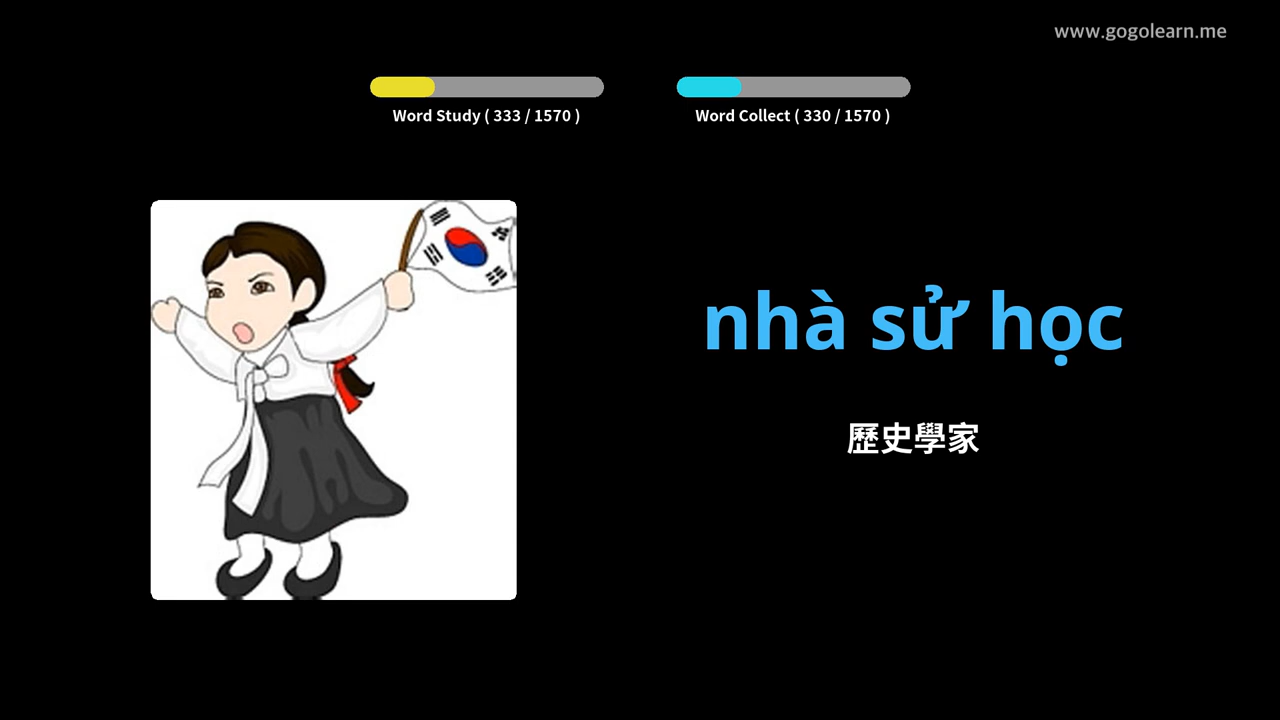 www.gogolearn.me
Word Study ( 333 / 1570 )
Word Collect ( 330 / 1570 )
nhà sử học
歷史學家